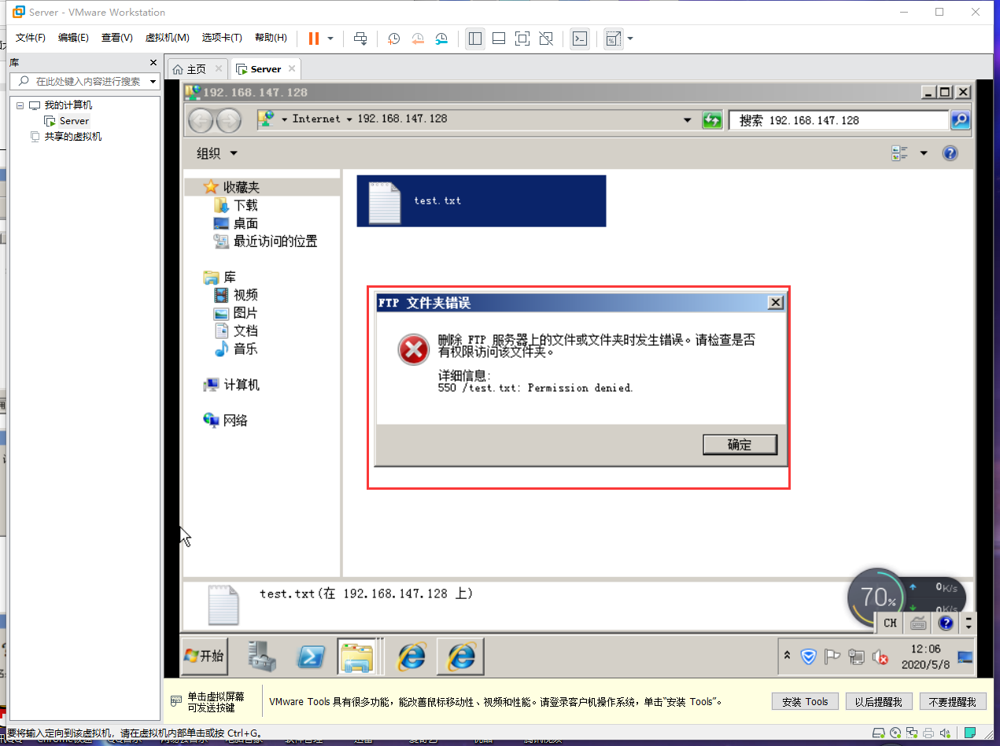 Server - VMware Workstation
文件(F) 编辑(E) 查看(V) 虚拟机(M) 选项卡(T) 帮助(H)
库
在此处键入内容进行搜索
我的计算机
Server
共享的虚拟机
主页 Server
192.168.147.128
Internet 192.168.147.128
搜索 192.168.147.128
组织
收藏夹
下载
桌面
最近访问的位置
库
视频
图片
文档
音乐
计算机
网络
test.txt
FTP 文件夹错误
删除 FTP 服务器上的文件或文件夹时发生错误。请检查是否
有权限访问该文件夹。
详细信息:
550 /test.txt: Permission denied.
确定
test.txt(在 192.168.147.128 上)
70%
0K/s
0K/s
CH
开始
12:06
2020/5/8
单击虚拟屏幕
可发送按键
VMware Tools 具有很多功能，能改善鼠标移动性、视频和性能。请登录客户机操作系统，单击“安装 Tools”。
安装 Tools 以后提醒我 不要提醒我
要将输入定向到该虚拟机，请在虚拟机内部单击或按 Ctrl+G。